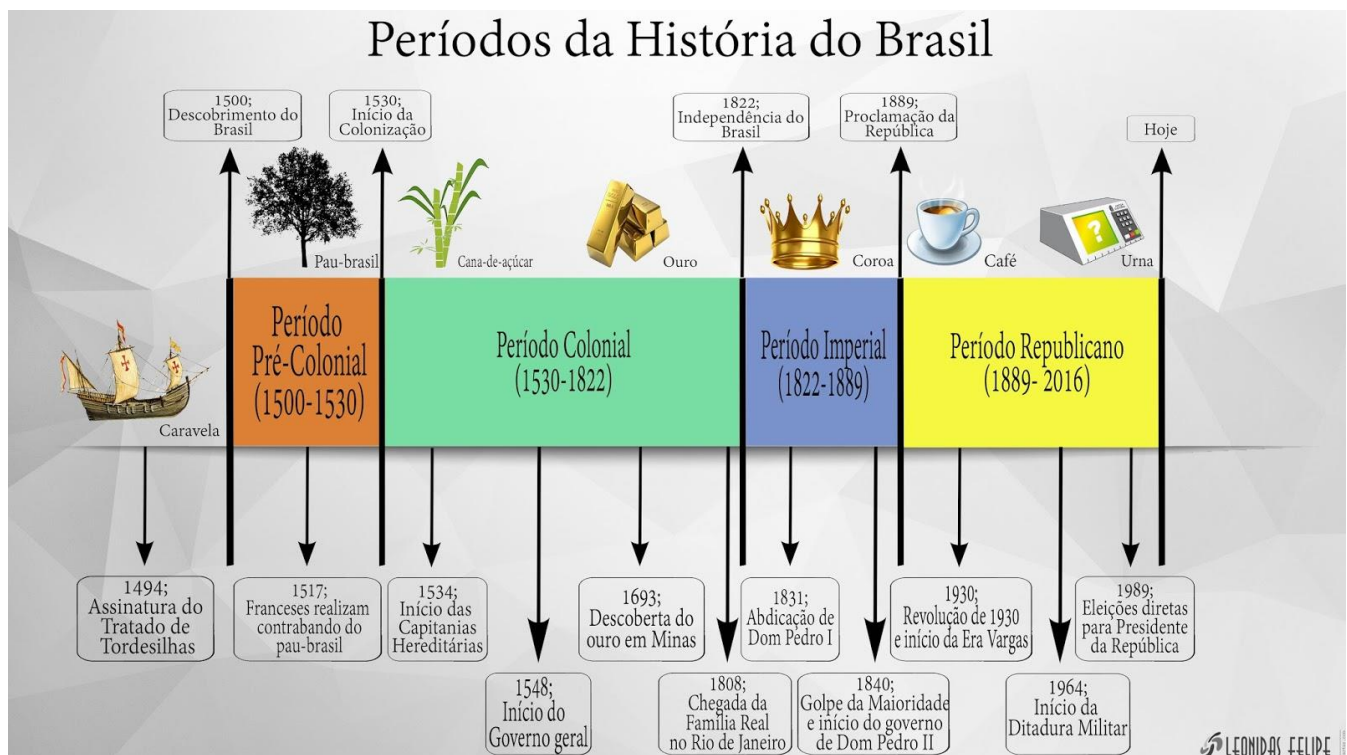 Períodos da História do Brasil
1500;
Descobrimento do
Brasil
1530;
Início da
Colonização
1822;
Independência do
Brasil
1889;
Proclamação da
República
Hoje
Pau-brasil
Cana-de-açúcar
Ouro
Coroa
Café
Urna
?
Caravela
Período
Pré-Colonial
(1500-1530)
Período Colonial
(1530-1822)
Período Imperial
(1822-1889)
Período Republicano
(1889- 2016)
1494;
Assinatura do
Tratado de
Tordesilhas
1517;
Franceses realizam
contrabando do
pau-brasil
1534;
Início das
Capitanias
Hereditárias
1693;
Descoberta do
ouro em Minas
1831;
Abdicação de
Dom Pedro I
1930;
Revolução de 1930
e início da Era Vargas
1989;
Eleições diretas
para Presidente
da República
1548;
Início do
Governo geral
1808;
Chegada da
Família Real
no Rio de Janeiro
1840;
Golpe da Maioridade
e início do governo
de Dom Pedro II
1964;
Início da
Ditadura Militar
LEONIDAS FELIPE